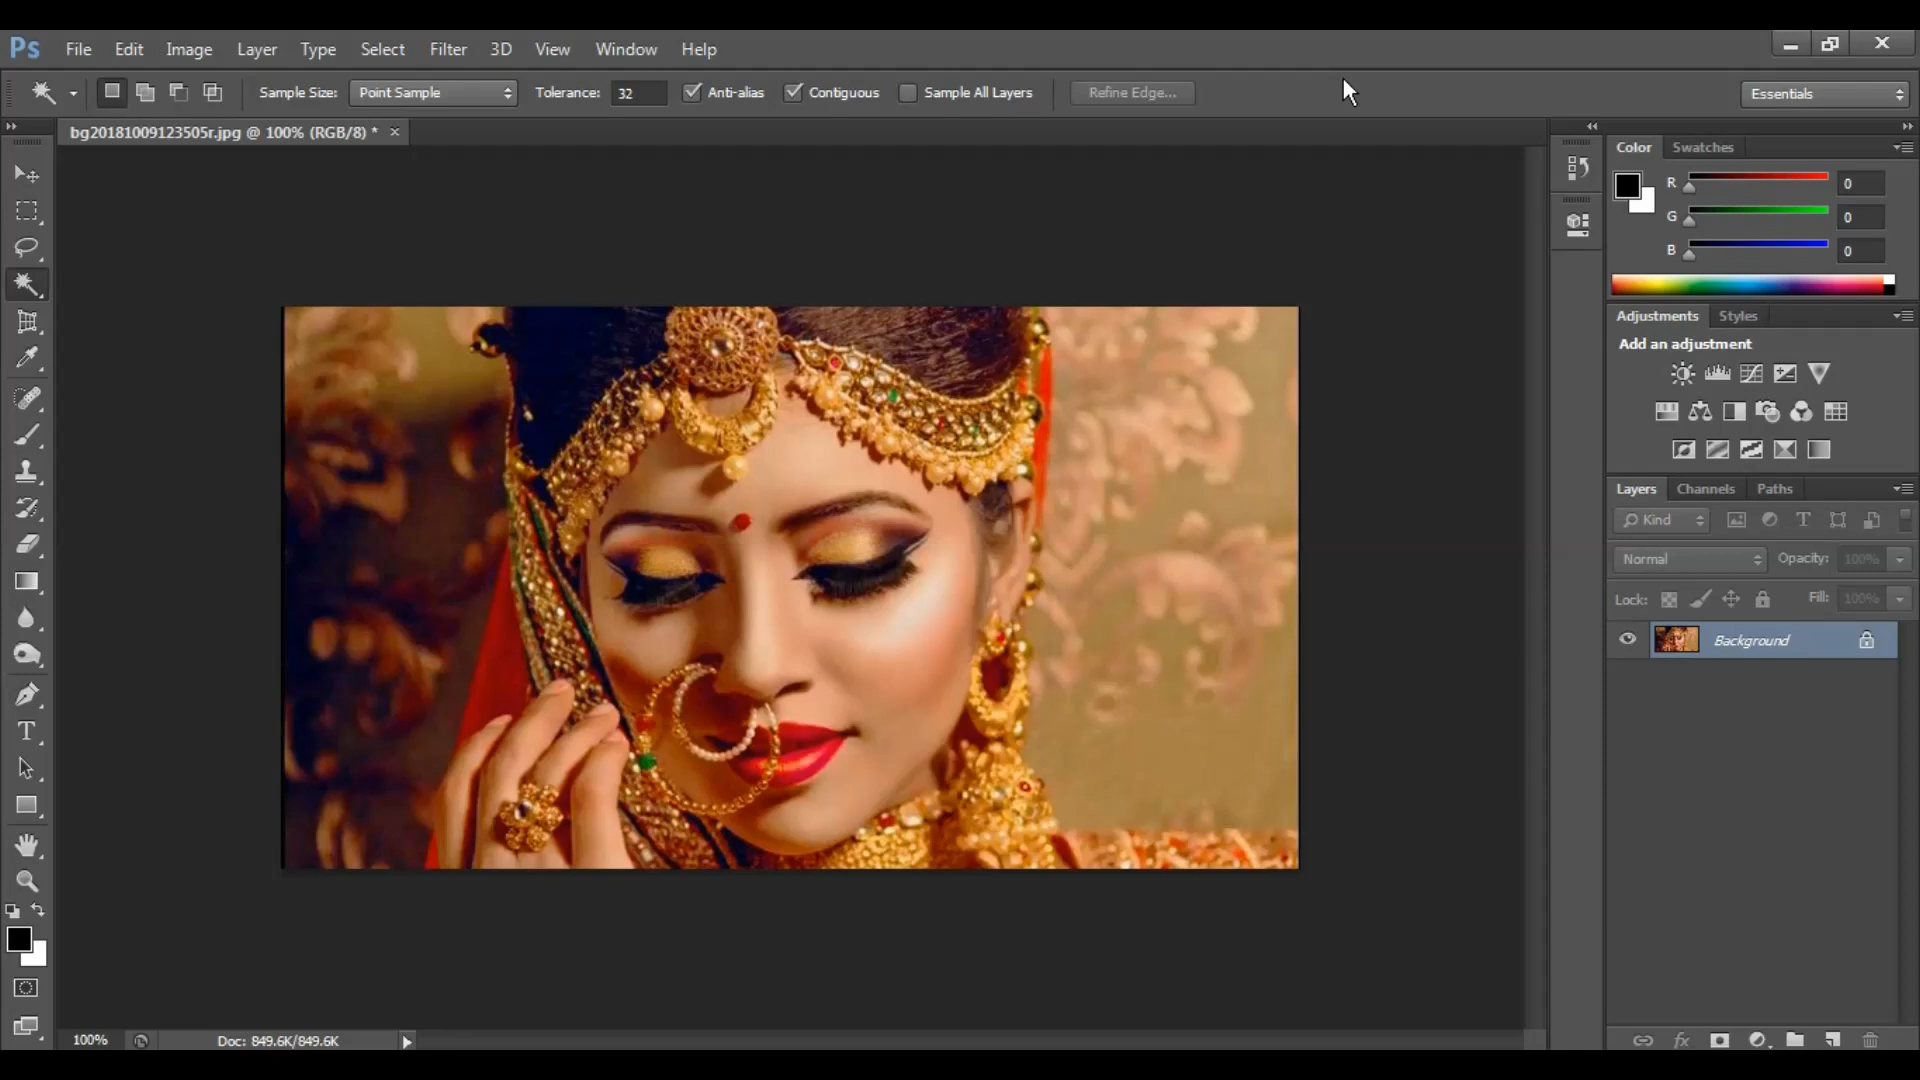 Ps File Edit Image Layer Type Select Filter 3D View Window Help
Sample Size: Point Sample Tolerance: 32 Anti-alias Contiguous Sample All Layers Refine Edge... Essentials
bg20181009123505r.jpg @ 100% (RGB/8) *
Color Swatches
R 0
G 0
B 0
Adjustments Styles
Add an adjustment
Layers Channels Paths
Kind
Normal Opacity: 100%
Lock: Fill: 100%
Background
100% Doc: 849.6K/849.6K